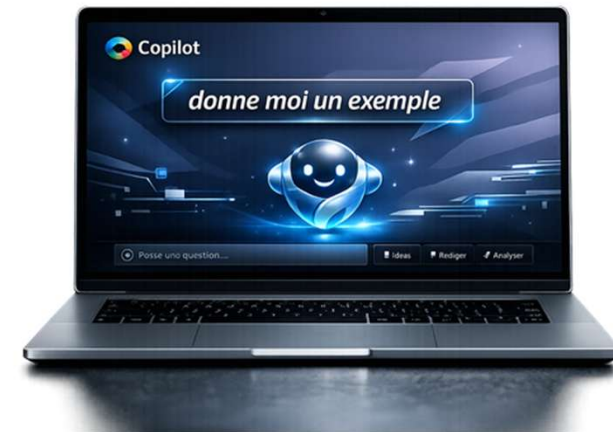 Copilot
donne moi un exemple
Posse uno question....
Ideas
Rediger
Analyser